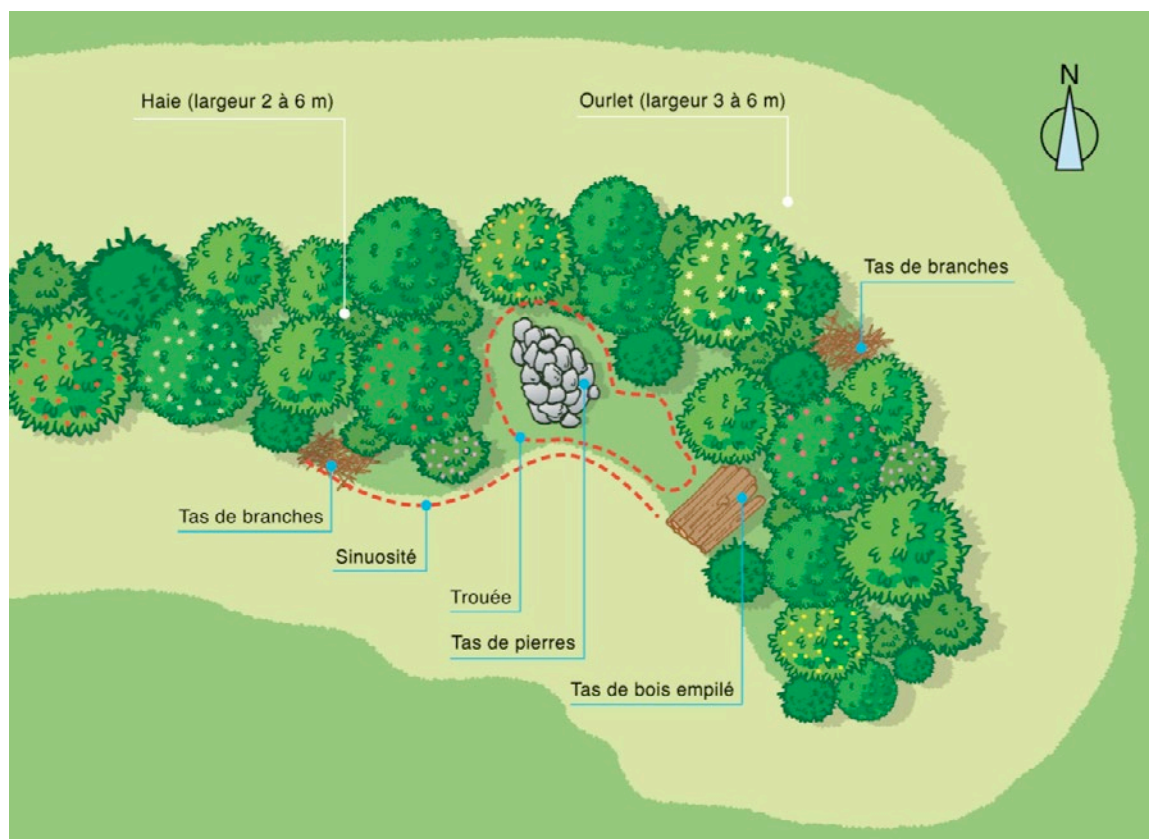 N
Haie (largeur 2 à 6 m)
Ourlet (largeur 3 à 6 m)
Tas de branches
Tas de branches
Sinuosité
Trouée
Tas de pierres
Tas de bois empilé